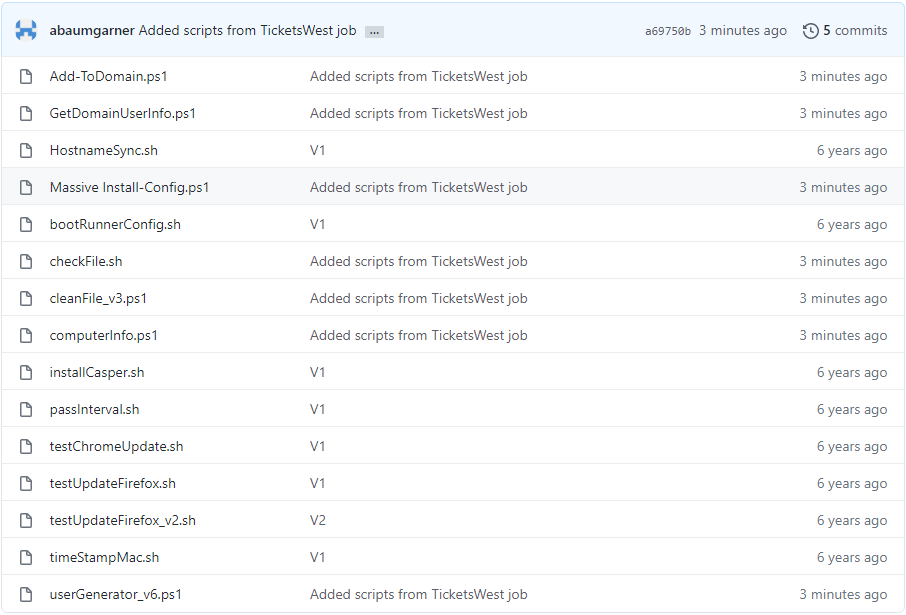 abaumgarner Added scripts from TicketsWest job ... a69750b 3 minutes ago 5 commits
Add-ToDomain.ps1 Added scripts from TicketsWest job 3 minutes ago
GetDomainUserInfo.ps1 Added scripts from TicketsWest job 3 minutes ago
HostnameSync.sh V1 6 years ago
Massive Install-Config.ps1 Added scripts from TicketsWest job 3 minutes ago
bootRunnerConfig.sh V1 6 years ago
checkFile.sh Added scripts from TicketsWest job 3 minutes ago
cleanFile_v3.ps1 Added scripts from TicketsWest job 3 minutes ago
computerInfo.ps1 Added scripts from TicketsWest job 3 minutes ago
installCasper.sh V1 6 years ago
passInterval.sh V1 6 years ago
testChromeUpdate.sh V1 6 years ago
testUpdateFirefox.sh V1 6 years ago
testUpdateFirefox_v2.sh V2 6 years ago
timeStampMac.sh V1 6 years ago
userGenerator_v6.ps1 Added scripts from TicketsWest job 3 minutes ago